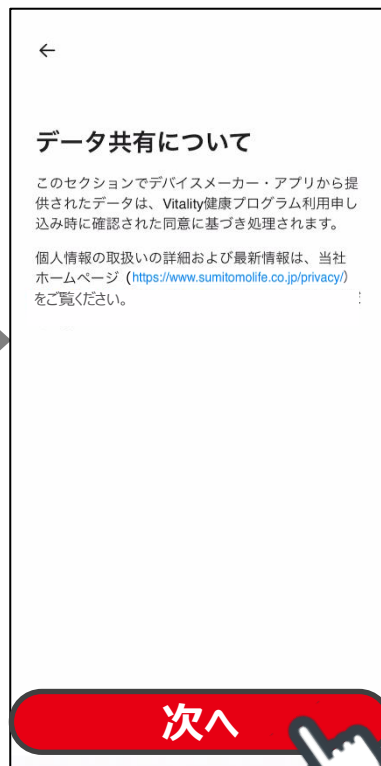 データ共有について
このセクションでデバイスメーカー・アプリから提
供されたデータは、Vitality健康プログラム利用申し
込み時に確認された同意に基づき処理されます。
個人情報の取扱いの詳細および最新情報は、当社
ホームページ（https://www.sumitomolife.co.jp/privacy/）
をご覧ください。
次へ